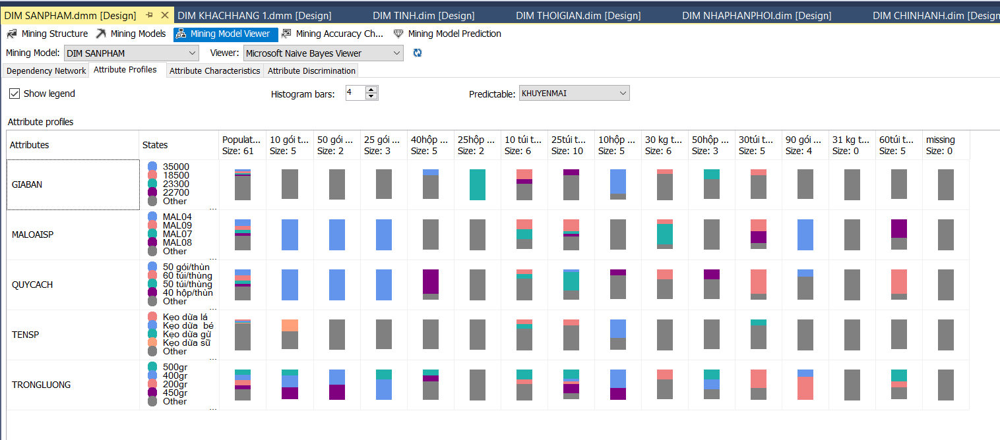 DIM SANPHAM.dmm [Design] DIM KHACHHANG 1.dmm [Design] DIM TINH.dim [Design] DIM THOIGIAN.dim [Design] DIM NHAPHANPHOI.dim [Design] DIM CHINHANH.dim [Design
Mining Structure Mining Models Mining Model Viewer Mining Accuracy Ch... Mining Model Prediction
Mining Model: DIM SANPHAM Viewer: Microsoft Naive Bayes Viewer
Dependency Network Attribute Profiles Attribute Characteristics Attribute Discrimination
Show legend Histogram bars: 4 Predictable: KHUYENMAI
Attribute profiles
Attributes States Populat... 10 gói t... 50 gói ... 25 gói ... 40hộp ... 25hộp ... 10 túi t... 25túi t... 10hộp ... 30 kg t... 50hộp ... 30túi t... 90 gói ... 31 kg t... 60túi t... missing
Size: 61 Size: 5 Size: 2 Size: 3 Size: 5 Size: 2 Size: 6 Size: 10 Size: 5 Size: 6 Size: 3 Size: 5 Size: 4 Size: 0 Size: 5 Size: 0
GIABAN
35000
18500
23300
22700
Other
...
MALOAISP
MAL04
MAL09
MAL07
MAL08
Other
...
QUYCACH
50 gói/thùn
60 túi/thùng
50 túi/thùng
40 hộp/thùn
Other
...
TENSP
Kẹo dừa lá
Kẹo dừa bé
Kẹo dừa gừ
Kẹo dừa sữ
Other
...
TRONGLUONG
500gr
400gr
200gr
450gr
Other
...